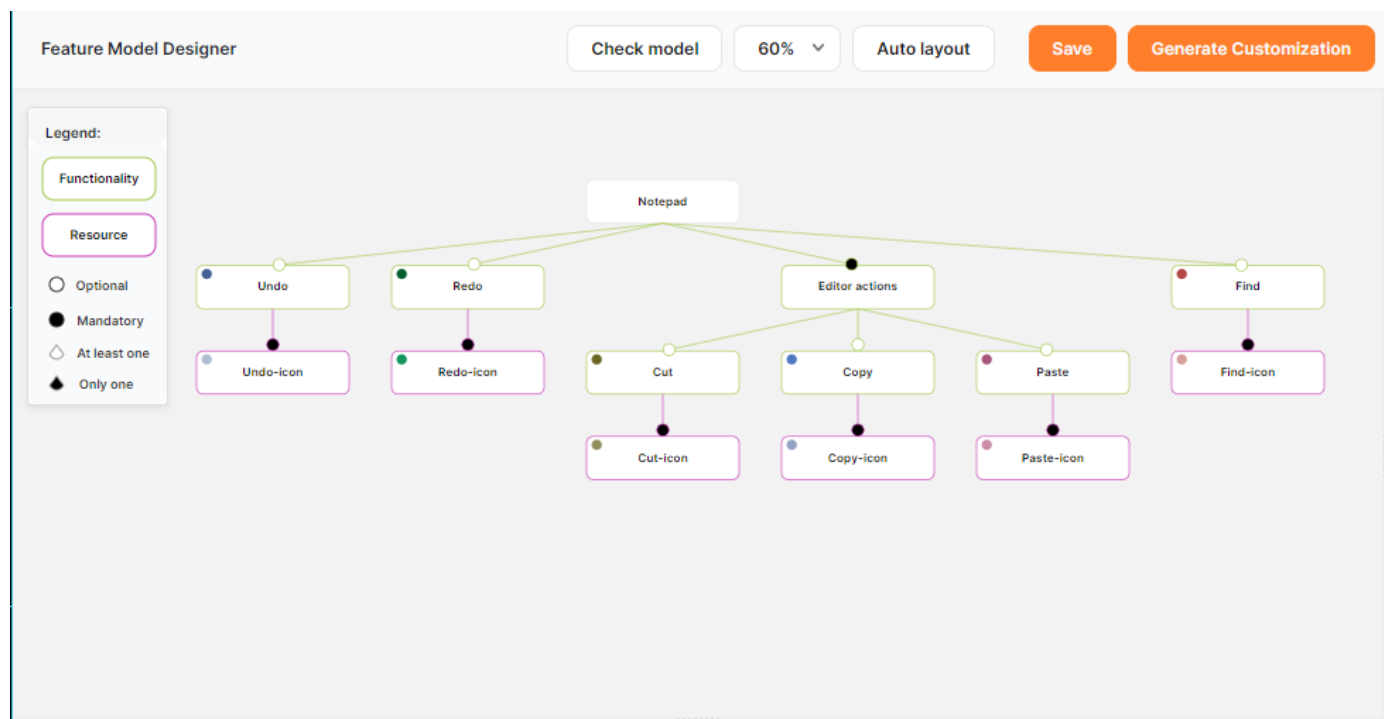 Feature Model Designer
Check model
60%
Auto layout
Save
Generate Customization
Legend:
Functionality
Resource
Optional
Mandatory
At least one
Only one
Notepad
Undo
Redo
Editor actions
Find
Undo-icon
Redo-icon
Cut
Copy
Paste
Find-icon
Cut-icon
Copy-icon
Paste-icon